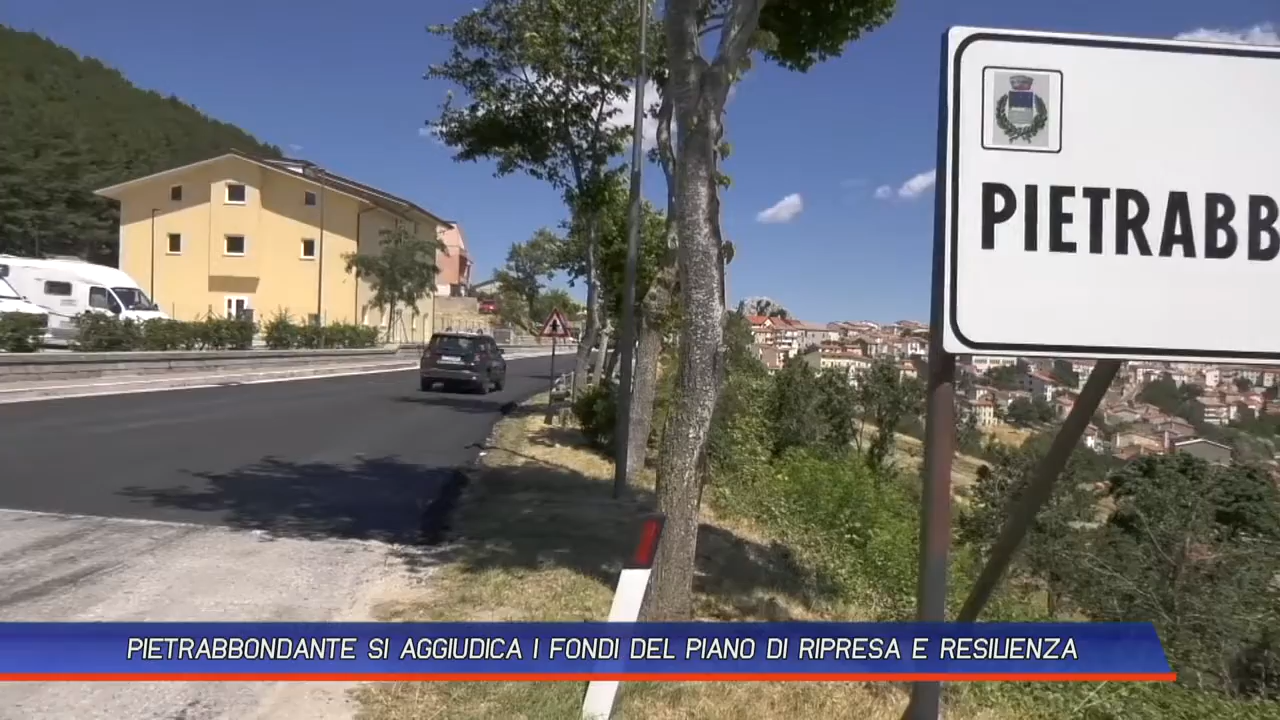 PIETRABB
PIETRABBONDANTE SI AGGIUDICA I FONDI DEL PIANO DI RIPRESA E RESILIENZA